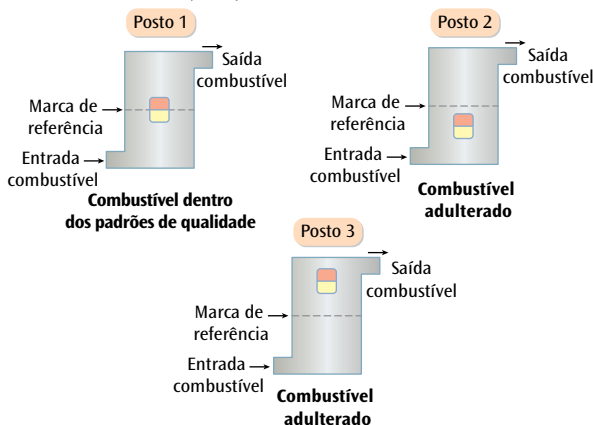 Posto 1
Saída
combustível
Marca de
referência
Entrada
combustível
Combustível dentro
dos padrões de qualidade
Posto 2
Saída
combustível
Marca de
referência
Entrada
combustível
Combustível
adulterado
Posto 3
Saída
combustível
Marca de
referência
Entrada
combustível
Combustível
adulterado